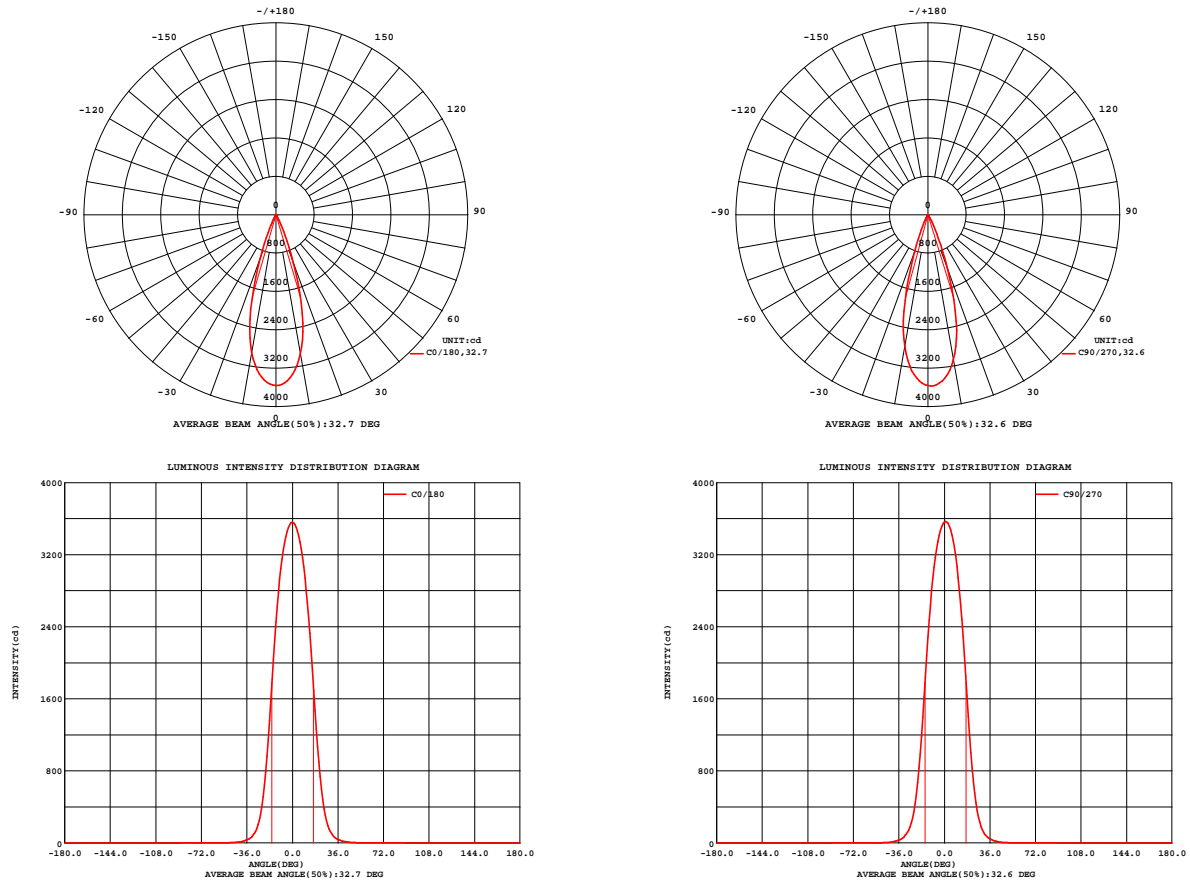 -/+180
-150
150
-120
120
-90
90
0
800
1600
2400
3200
4000
-60
60
UNIT:cd
C0/180,32.7
-30
30
0
AVERAGE BEAM ANGLE(50%):32.7 DEG
-/+180
-150
150
-120
120
-90
90
0
800
1600
2400
3200
4000
-60
60
UNIT:cd
C90/270,32.6
-30
30
0
AVERAGE BEAM ANGLE(50%):32.6 DEG
LUMINOUS INTENSITY DISTRIBUTION DIAGRAM
C0/180
4000
3200
2400
1600
800
0
INTENSITY(cd)
-180.0 -144.0 -108.0 -72.0 -36.0 0.0 36.0 72.0 108.0 144.0 180.0
ANGLE(DEG)
AVERAGE BEAM ANGLE(50%):32.7 DEG
LUMINOUS INTENSITY DISTRIBUTION DIAGRAM
C90/270
4000
3200
2400
1600
800
0
INTENSITY(cd)
-180.0 -144.0 -108.0 -72.0 -36.0 0.0 36.0 72.0 108.0 144.0 180.0
ANGLE(DEG)
AVERAGE BEAM ANGLE(50%):32.6 DEG